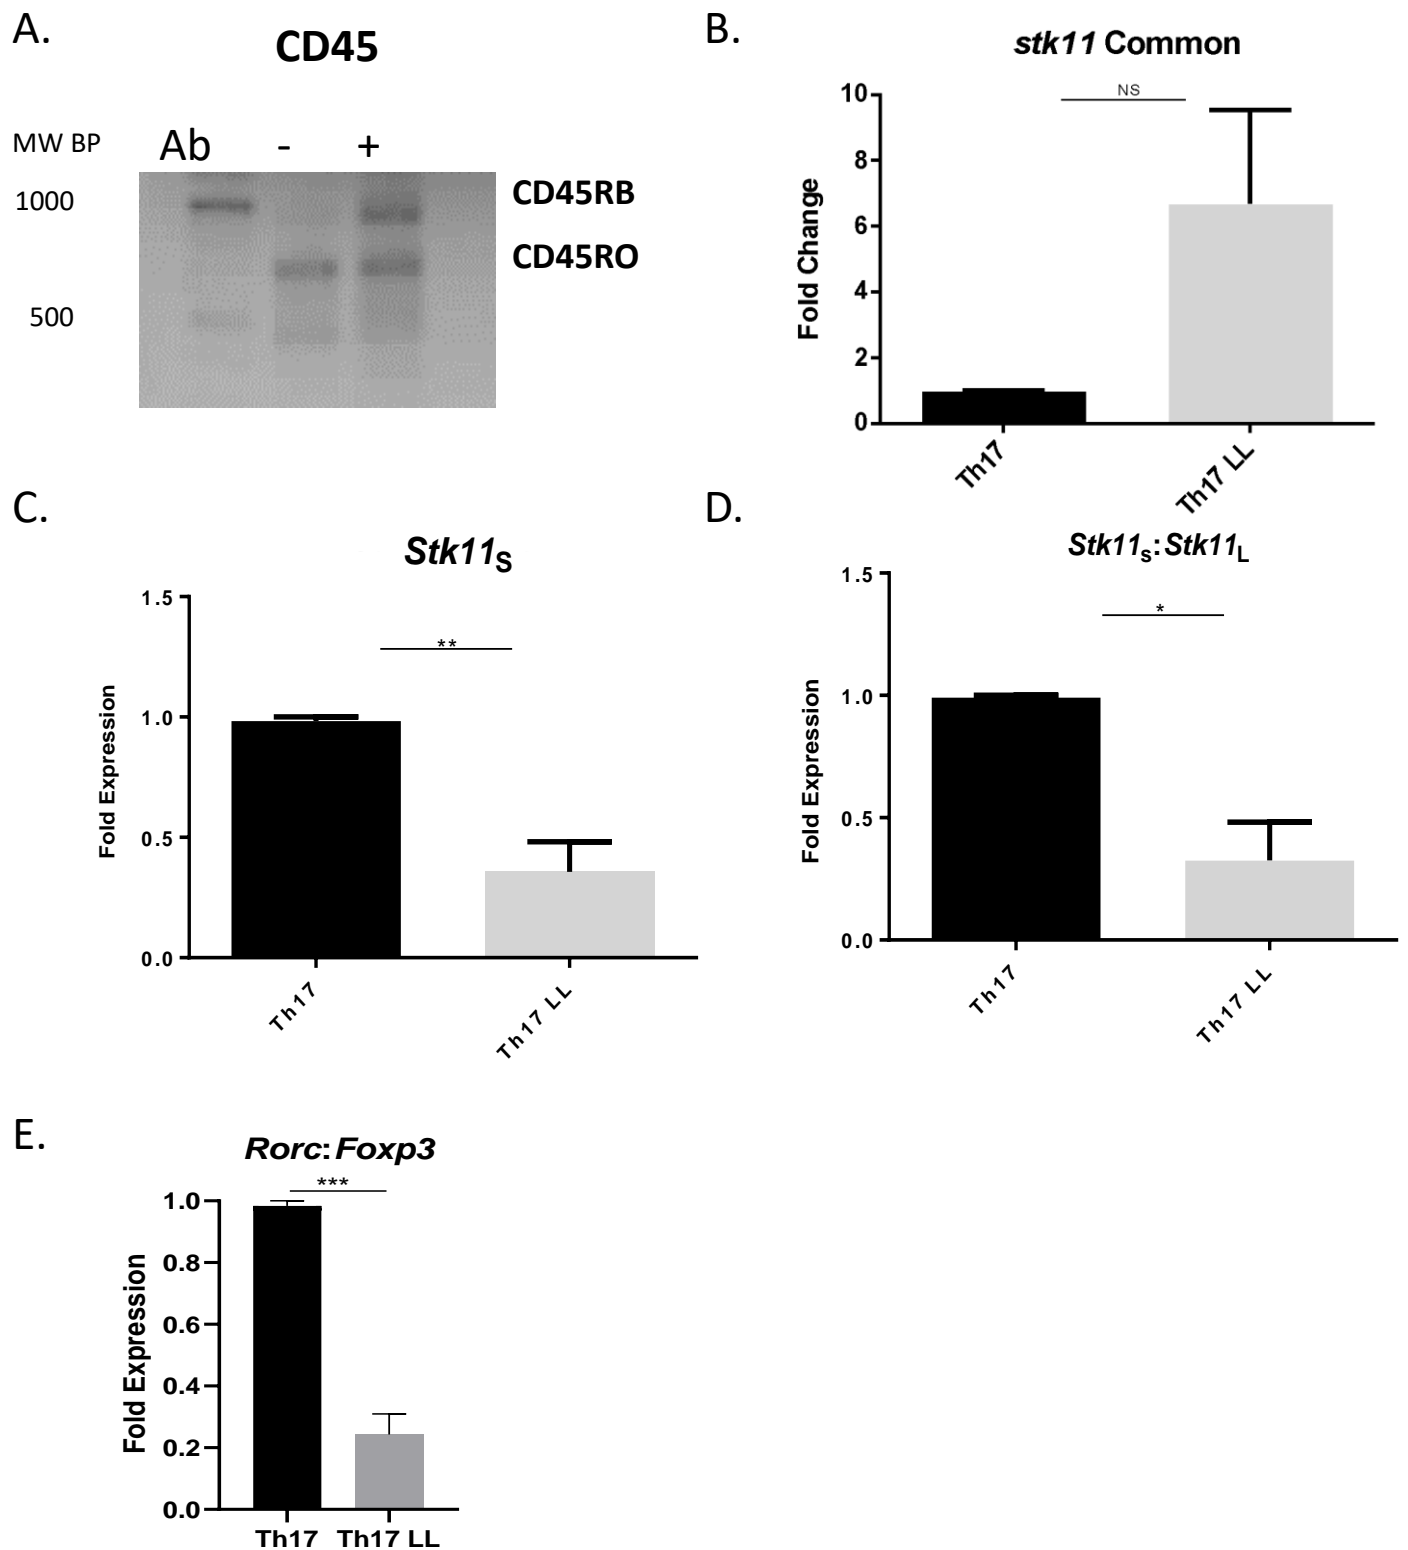 A.
CD45
MW BP
Ab - +
1000
CD45RB
CD45RO
500
B.
stk11 Common
NS
10
8
6
4
2
0
Fold Change
Th17
Th17 LL
C.
Stk11S
**
1.5
1.0
0.5
0.0
Fold Expression
Th17
Th17 LL
D.
Stk11s:Stk11L
*
1.5
1.0
0.5
0.0
Fold Expression
Th17
Th17 LL
E.
Rorc:Foxp3
***
1.0
0.8
0.6
0.4
0.2
0.0
Fold Expression
Th17 Th17 LL